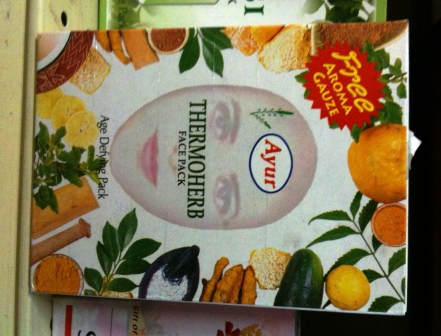 Free
AROMA
GAUZE
Ayur
THERMOHERB
FACE PACK
Age Defying Pack